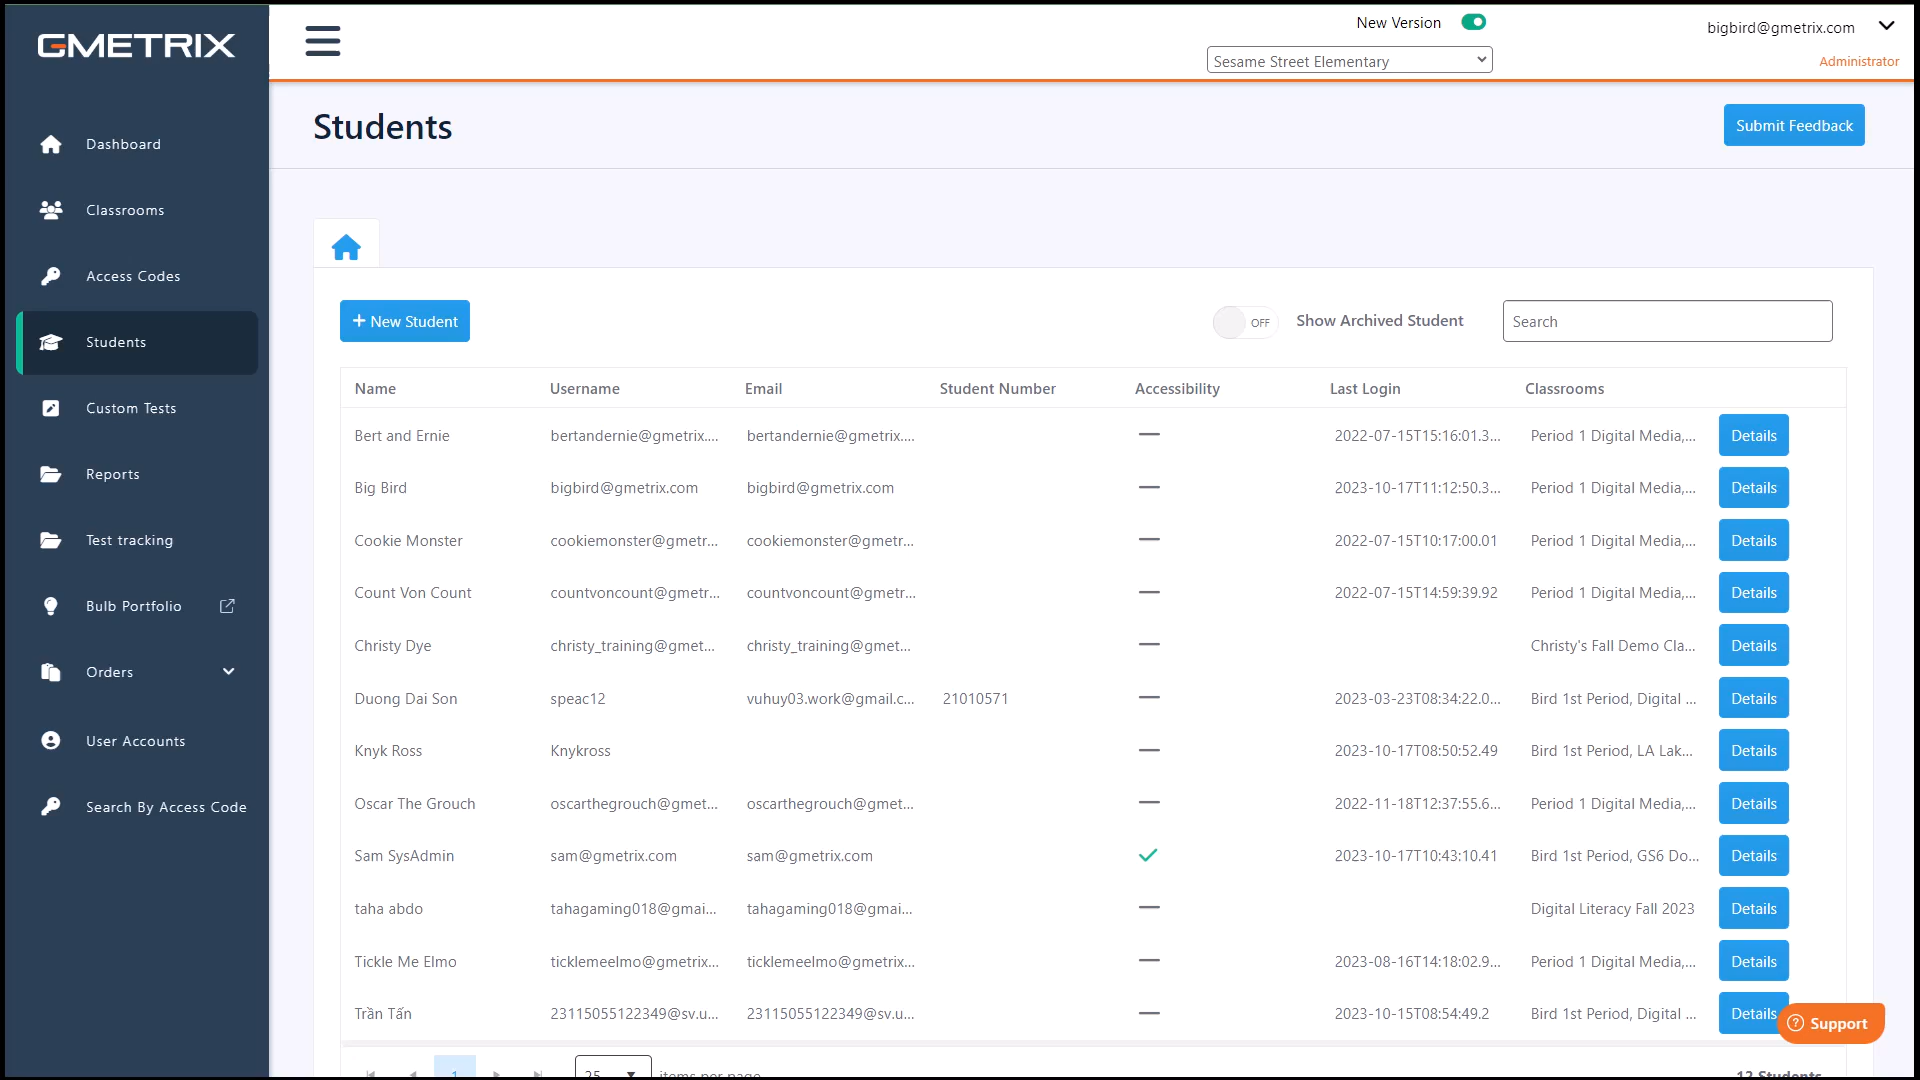 GMETRIX
New Version
bigbird@gmetrix.com
Sesame Street Elementary
Administrator
Students
Submit Feedback
Dashboard
Classrooms
Access Codes
Students
Custom Tests
Reports
Test tracking
Bulb Portfolio
Orders
User Accounts
Search By Access Code
+ New Student
OFF
Show Archived Student
Search
Name Username Email Student Number Accessibility Last Login Classrooms
Bert and Ernie bertandernie@gmetrix.... bertandernie@gmetrix.... 2022-07-15T15:16:01.3... Period 1 Digital Media,... Details
Big Bird bigbird@gmetrix.com bigbird@gmetrix.com 2023-10-17T11:12:50.3... Period 1 Digital Media,... Details
Cookie Monster cookiemonster@gmetr... cookiemonster@gmetr... 2022-07-15T10:17:00.01 Period 1 Digital Media,... Details
Count Von Count countvoncount@gmetr... countvoncount@gmetr... 2022-07-15T14:59:39.92 Period 1 Digital Media,... Details
Christy Dye christy_training@gmet... christy_training@gmet... Christy's Fall Demo Cla... Details
Duong Dai Son speac12 vuhuy03.work@gmail.c... 21010571 2023-03-23T08:34:22.0... Bird 1st Period, Digital ... Details
Knyk Ross Knykross 2023-10-17T08:50:52.49 Bird 1st Period, LA Lak... Details
Oscar The Grouch oscarthegrouch@gmet... oscarthegrouch@gmet... 2022-11-18T12:37:55.6... Period 1 Digital Media,... Details
Sam SysAdmin sam@gmetrix.com sam@gmetrix.com 2023-10-17T10:43:10.41 Bird 1st Period, GS6 Do... Details
taha abdo tahagaming018@gmai... tahagaming018@gmai... Digital Literacy Fall 2023 Details
Tickle Me Elmo ticklemeelmo@gmetrix... ticklemeelmo@gmetrix... 2023-08-16T14:18:02.9... Period 1 Digital Media,... Details
Trần Tấn 23115055122349@sv.u... 23115055122349@sv.u... 2023-10-15T08:54:49.2 Bird 1st Period, Digital ... Details
Support
1 25 items per page 12 Students